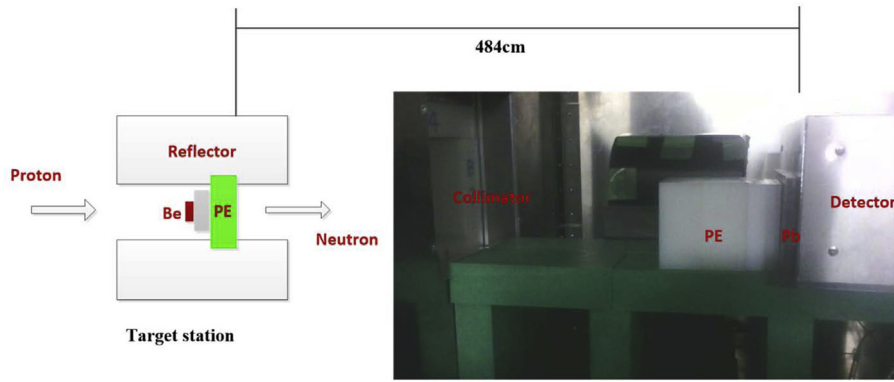 484cm
Reflector
Proton
Be
PE
Neutron
Target station
Collimator
PE
Pb
Detector